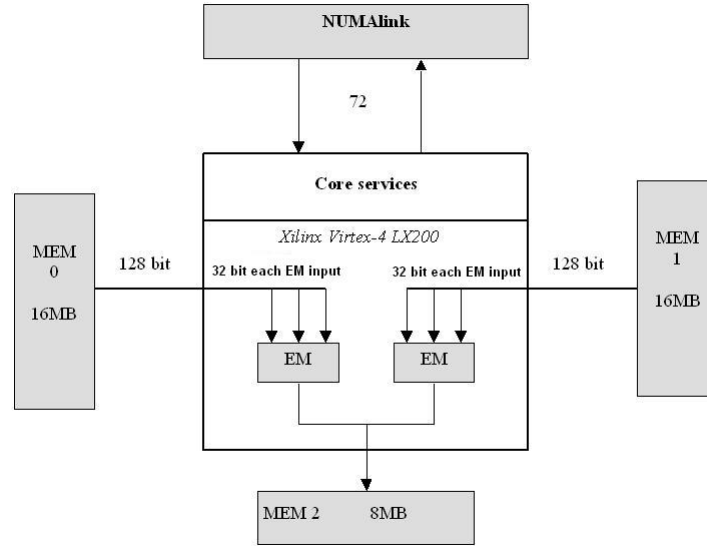 NUMAlink
72
Core services
Xilinx Virtex-4 LX200
MEM
0
16MB
128 bit
32 bit each EM input
32 bit each EM input
128 bit
MEM
1
16MB
EM
EM
MEM 2 8MB